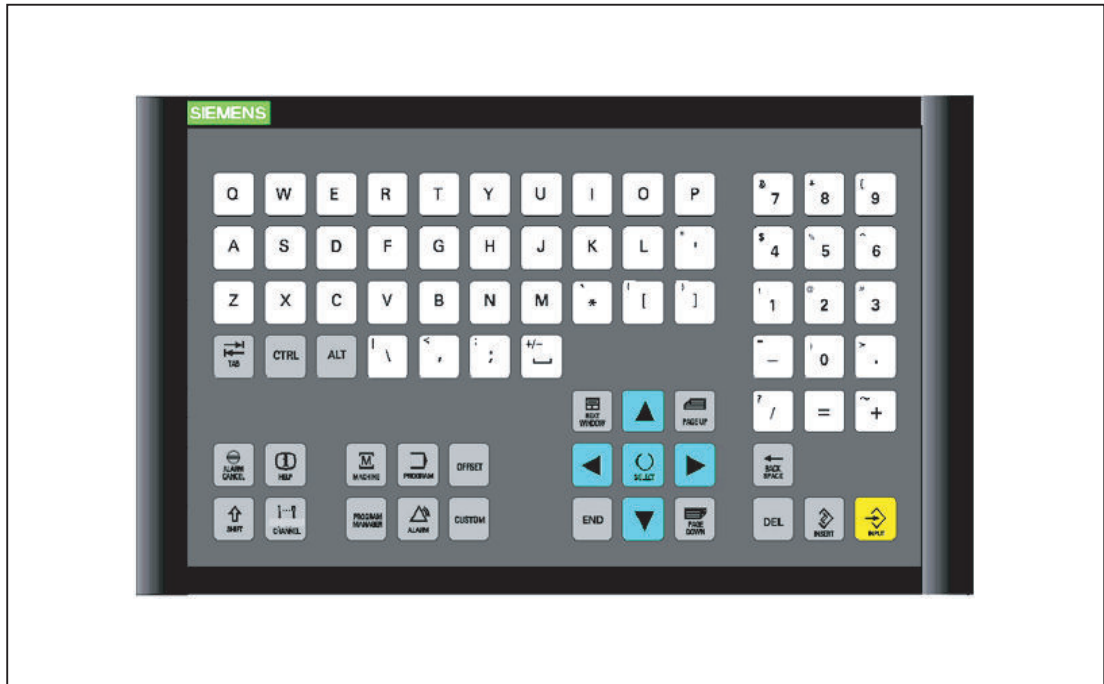 SIEMENS
Q W E R T Y U I O P & 7 * 8 ( 9
A S D F G H J K L " ' $ 4 % 5 ^ 6
Z X C V B N M ` * { [ } ] ! 1 @ 2 # 3
TAB CTRL ALT | \ < , : ; +/- _ ) 0 > .
NEXT WINDOW PAGE UP ? / = ~ +
ALARM CANCEL HELP M MACHINE PROGRAM OFFSET SELECT BACK SPACE
SHIFT 1...n CHANNEL PROGRAM MANAGER ALARM CUSTOM END PAGE DOWN DEL INSERT INPUT